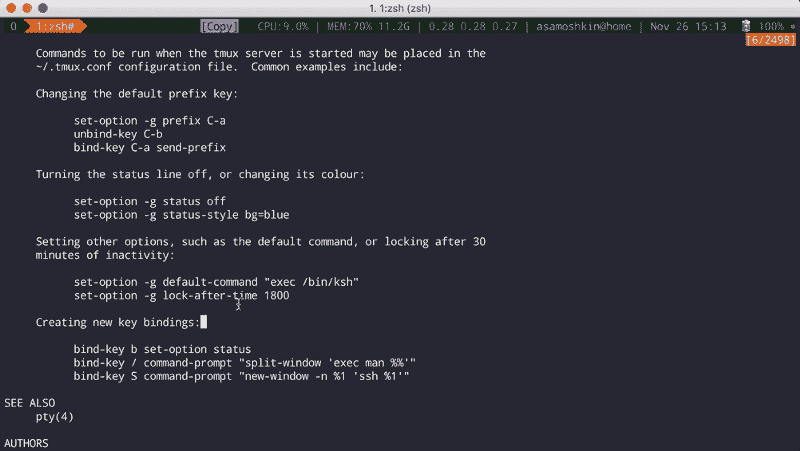 1. 1:zsh (zsh)
0 1:zsh# [Copy] CPU:9.0% | MEM:70% 11.2G | 0.28 0.28 0.27 | asamoshkin@home | Nov 26 15:13 100%
[6/2498]
Commands to be run when the tmux server is started may be placed in the
~/.tmux.conf configuration file. Common examples include:
Changing the default prefix key:
set-option -g prefix C-a
unbind-key C-b
bind-key C-a send-prefix
Turning the status line off, or changing its colour:
set-option -g status off
set-option -g status-style bg=blue
Setting other options, such as the default command, or locking after 30
minutes of inactivity:
set-option -g default-command "exec /bin/ksh"
set-option -g lock-after-time 1800
Creating new key bindings:
bind-key b set-option status
bind-key / command-prompt "split-window 'exec man %%'"
bind-key S command-prompt "new-window -n %1 'ssh %1'"
SEE ALSO
pty(4)
AUTHORS